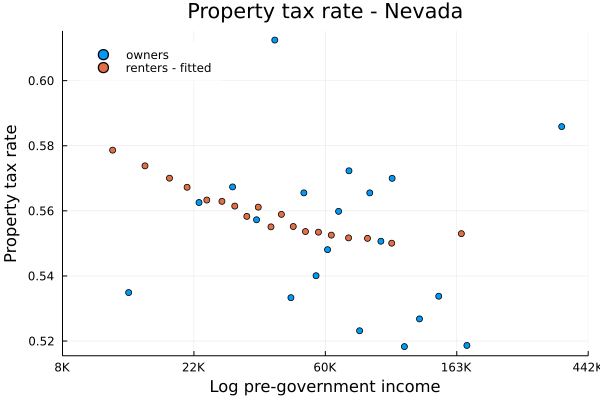 Property tax rate - Nevada
owners
renters - fitted
0.60
0.58
0.56
0.54
0.52
Property tax rate
8K 22K 60K 163K 442K
Log pre-government income